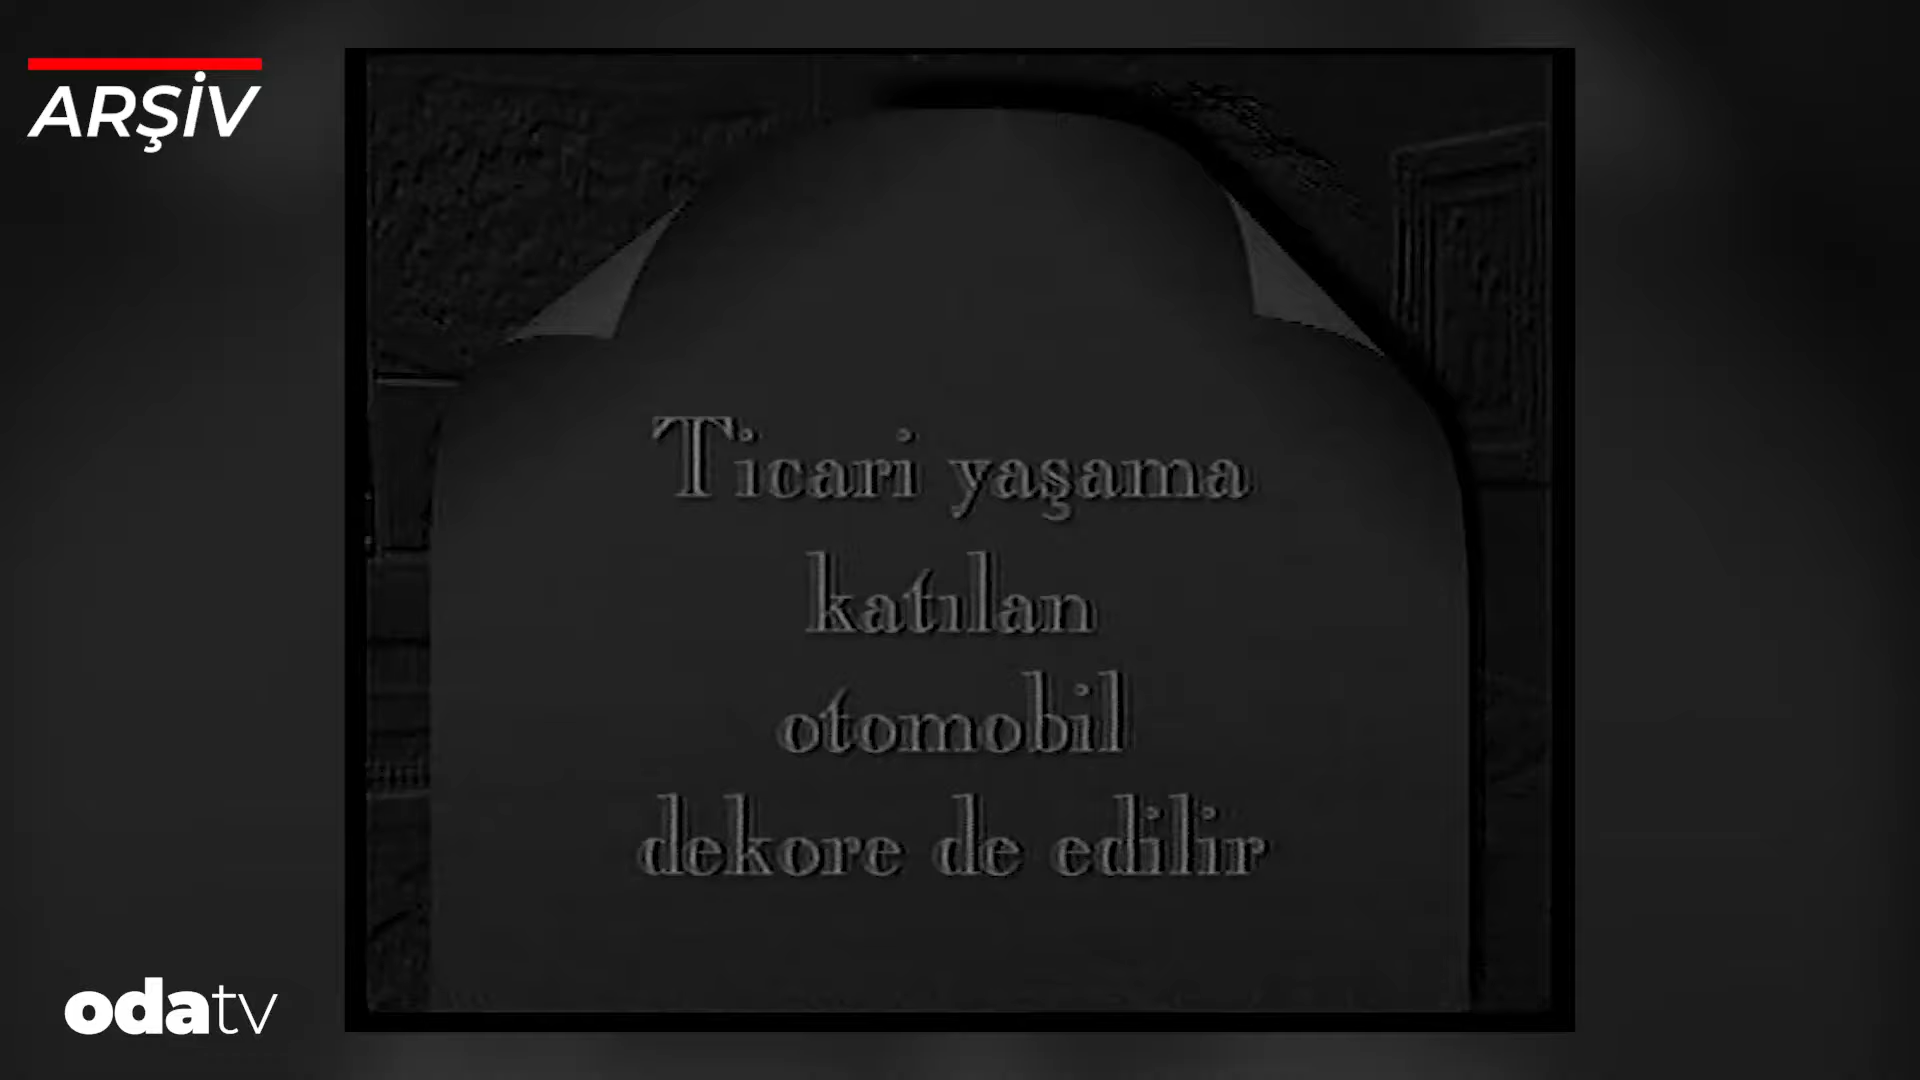 ARŞİV
Ticari yaşama
katılan
otomobil
dekore de edilir
odatv